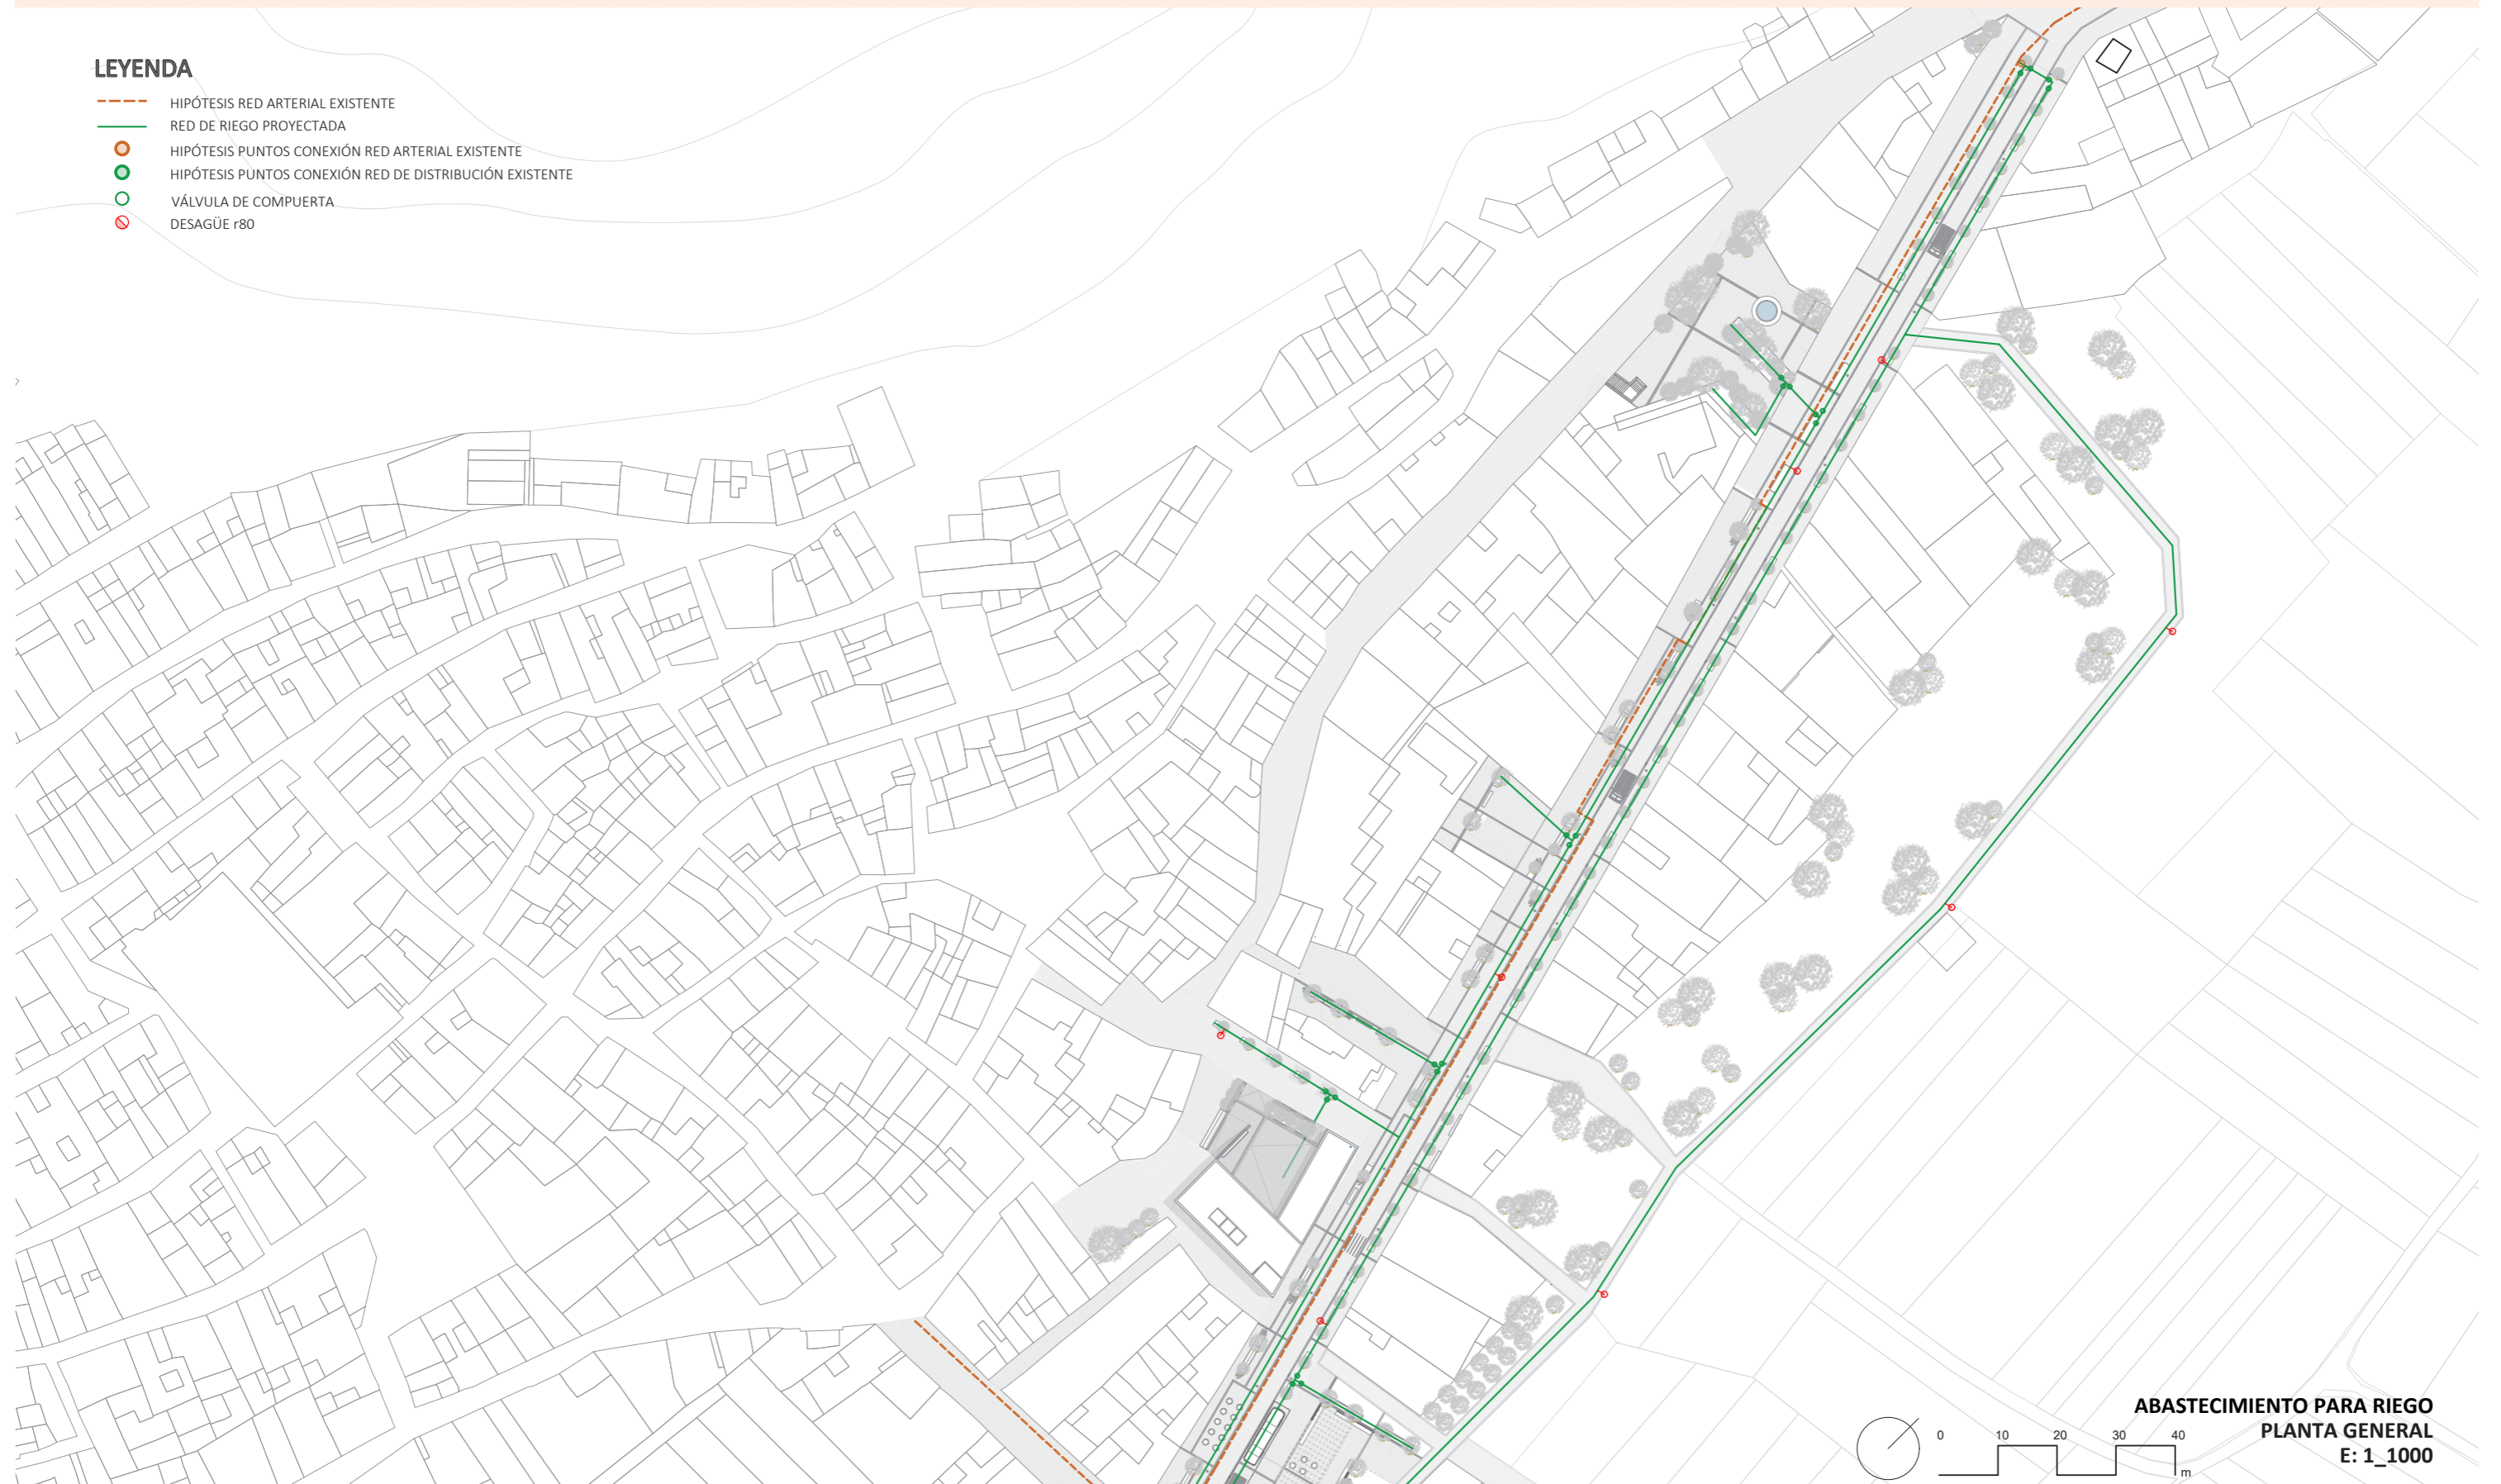 LEYENDA
HIPÓTESIS RED ARTERIAL EXISTENTE
RED DE RIEGO PROYECTADA
HIPÓTESIS PUNTOS CONEXIÓN RED ARTERIAL EXISTENTE
HIPÓTESIS PUNTOS CONEXIÓN RED DE DISTRIBUCIÓN EXISTENTE
VÁLVULA DE COMPUERTA
DESAGÜE r80
ABASTECIMIENTO PARA RIEGO
PLANTA GENERAL
E: 1_1000
0 10 20 30 40
m